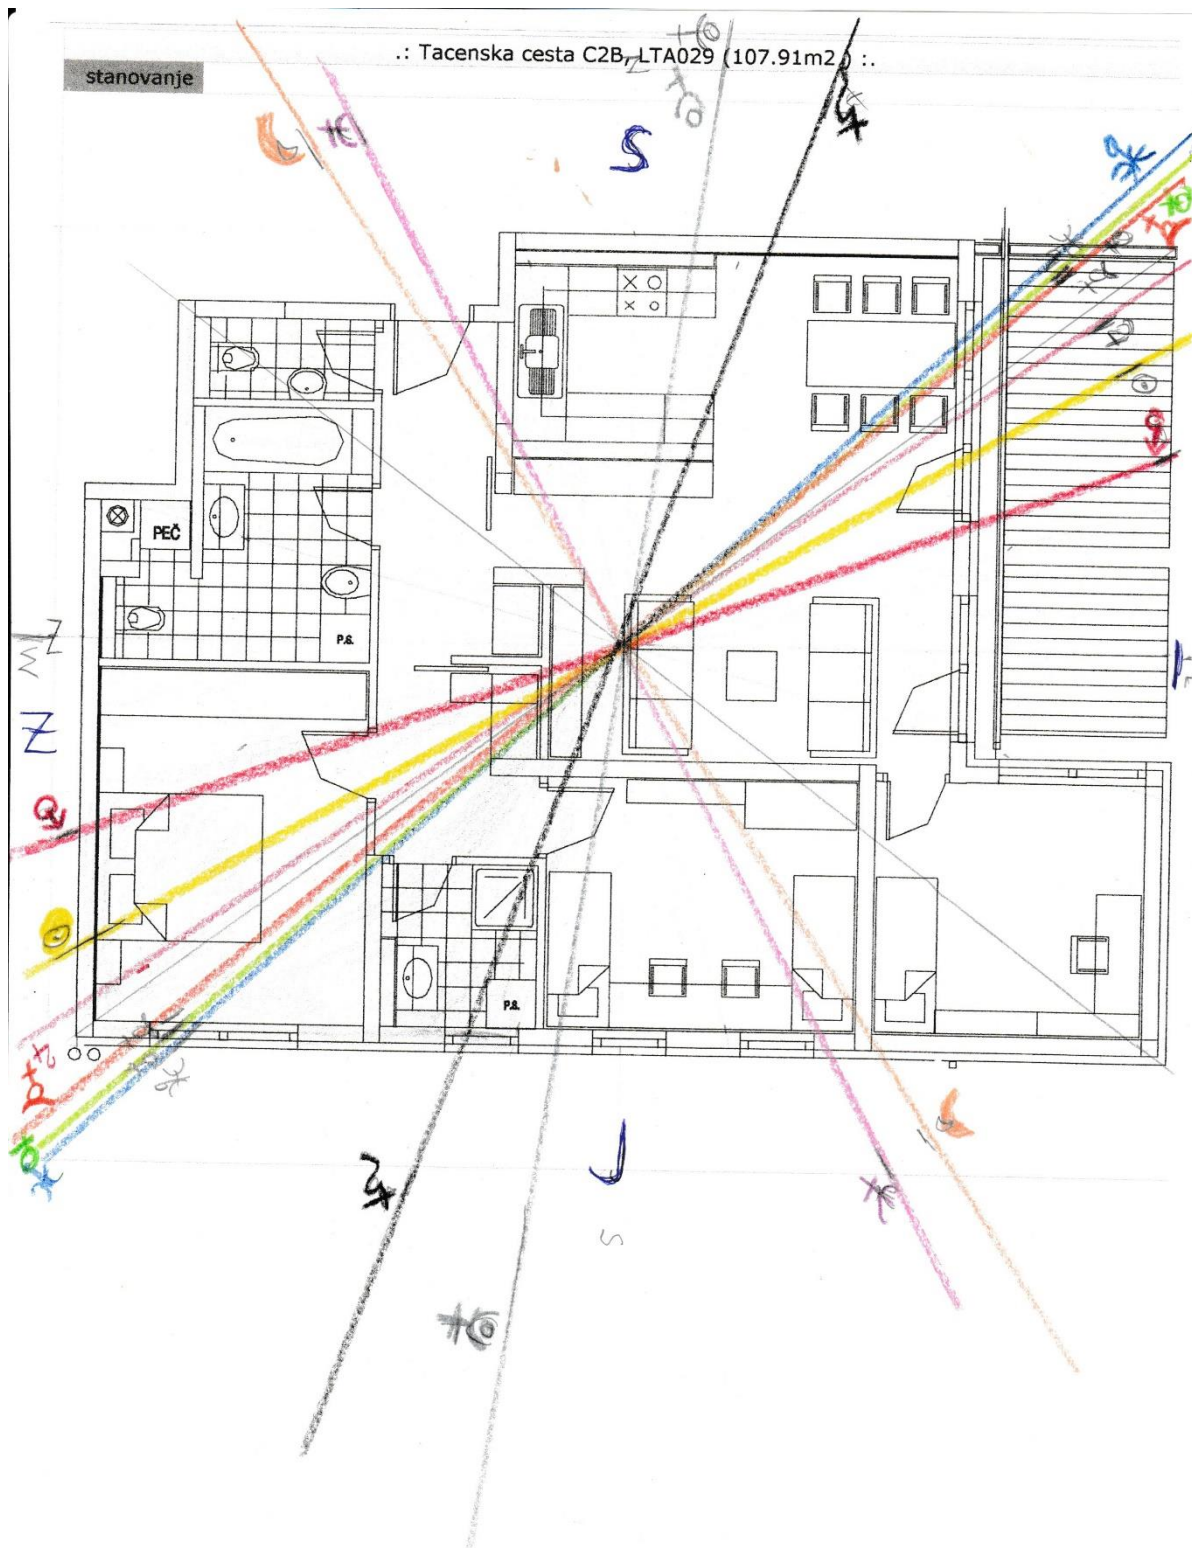 .: Tacenska cesta C2B, LTA029 (107.91m2 ) :.
stanovanje
S
PEČ
P.S.
Z
P.S.
J
S